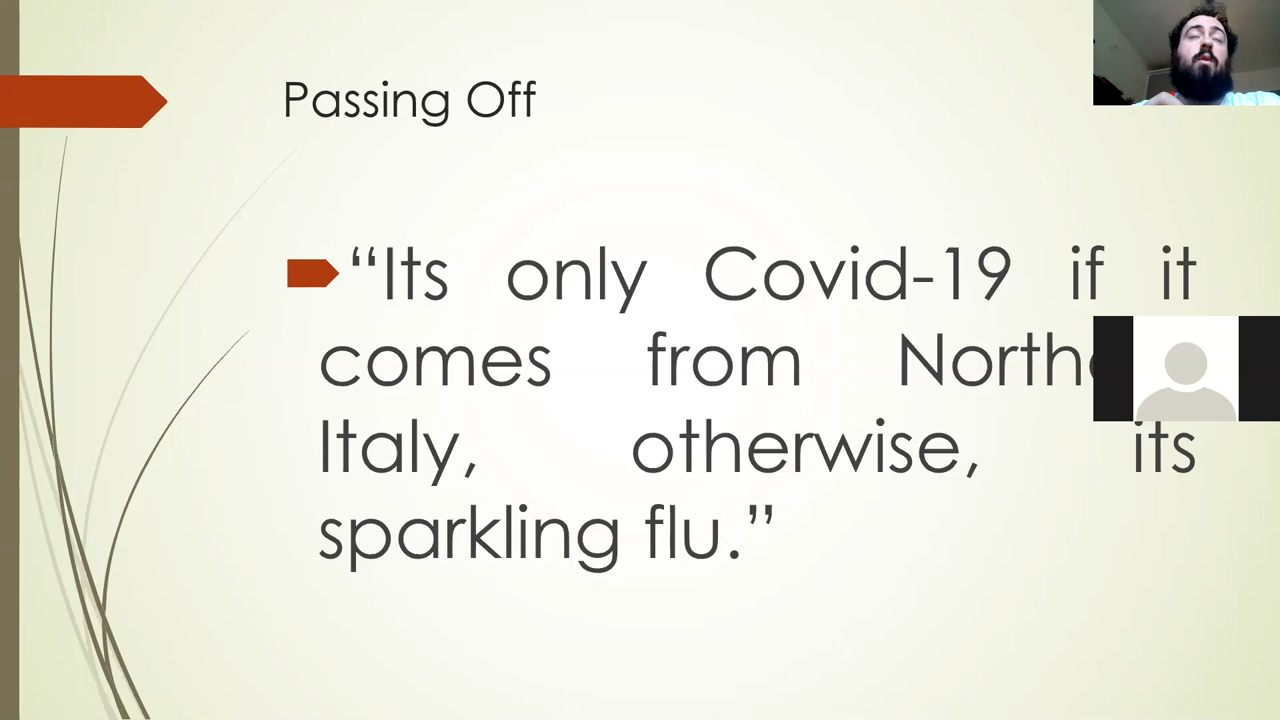 Passing Off
“Its only Covid-19 if it
comes from
Italy, otherwise, its
sparkling flu.”